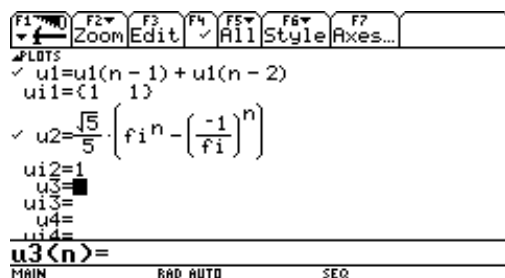 F1 F2 Zoom F3 Edit F4 ✓ F5 All F6 Style F7 Axes...
PLOTS
✓ u1=u1(n - 1) + u1(n - 2)
ui1={1 1}
✓ u2=√5/5·(fi^n-(-1/fi)^n)
ui2=1
u3=
ui3=
u4=
ui4=
u3(n)=
MAIN RAD AUTO SEQ